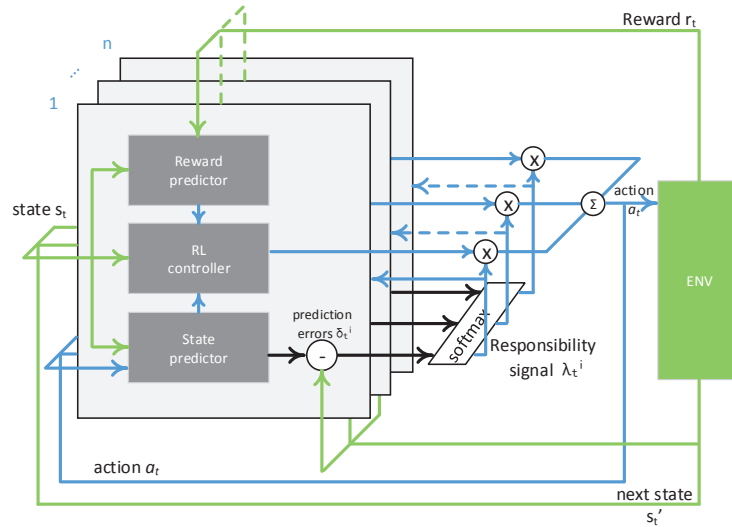 Reward rₜ
n
...
1
Reward
predictor
state sₜ
RL
controller
State
predictor
prediction
errors δₜⁱ
-
x
x
x
Σ
action
aₜ
ENV
softmax
Responsibility
signal λₜⁱ
action aₜ
next state
sₜ'